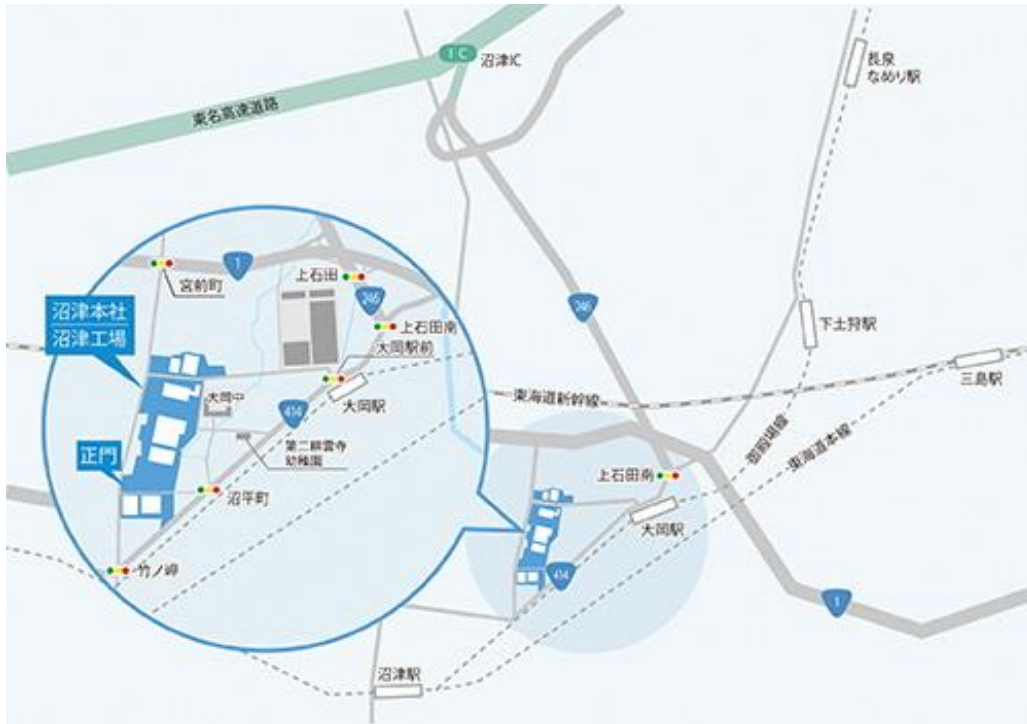 IC
沼津IC
東名高速道路
長泉
なめり駅
1
宮前町
上石田
246
上石田南
沼津本社
沼津工場
大岡駅前
大岡中
大岡駅
414
第二耕雲寺
幼稚園
正門
沼平町
竹ノ岬
246
下土狩駅
東海道新幹線
三島駅
御殿場線
東海道本線
上石田南
大岡駅
414
1
沼津駅